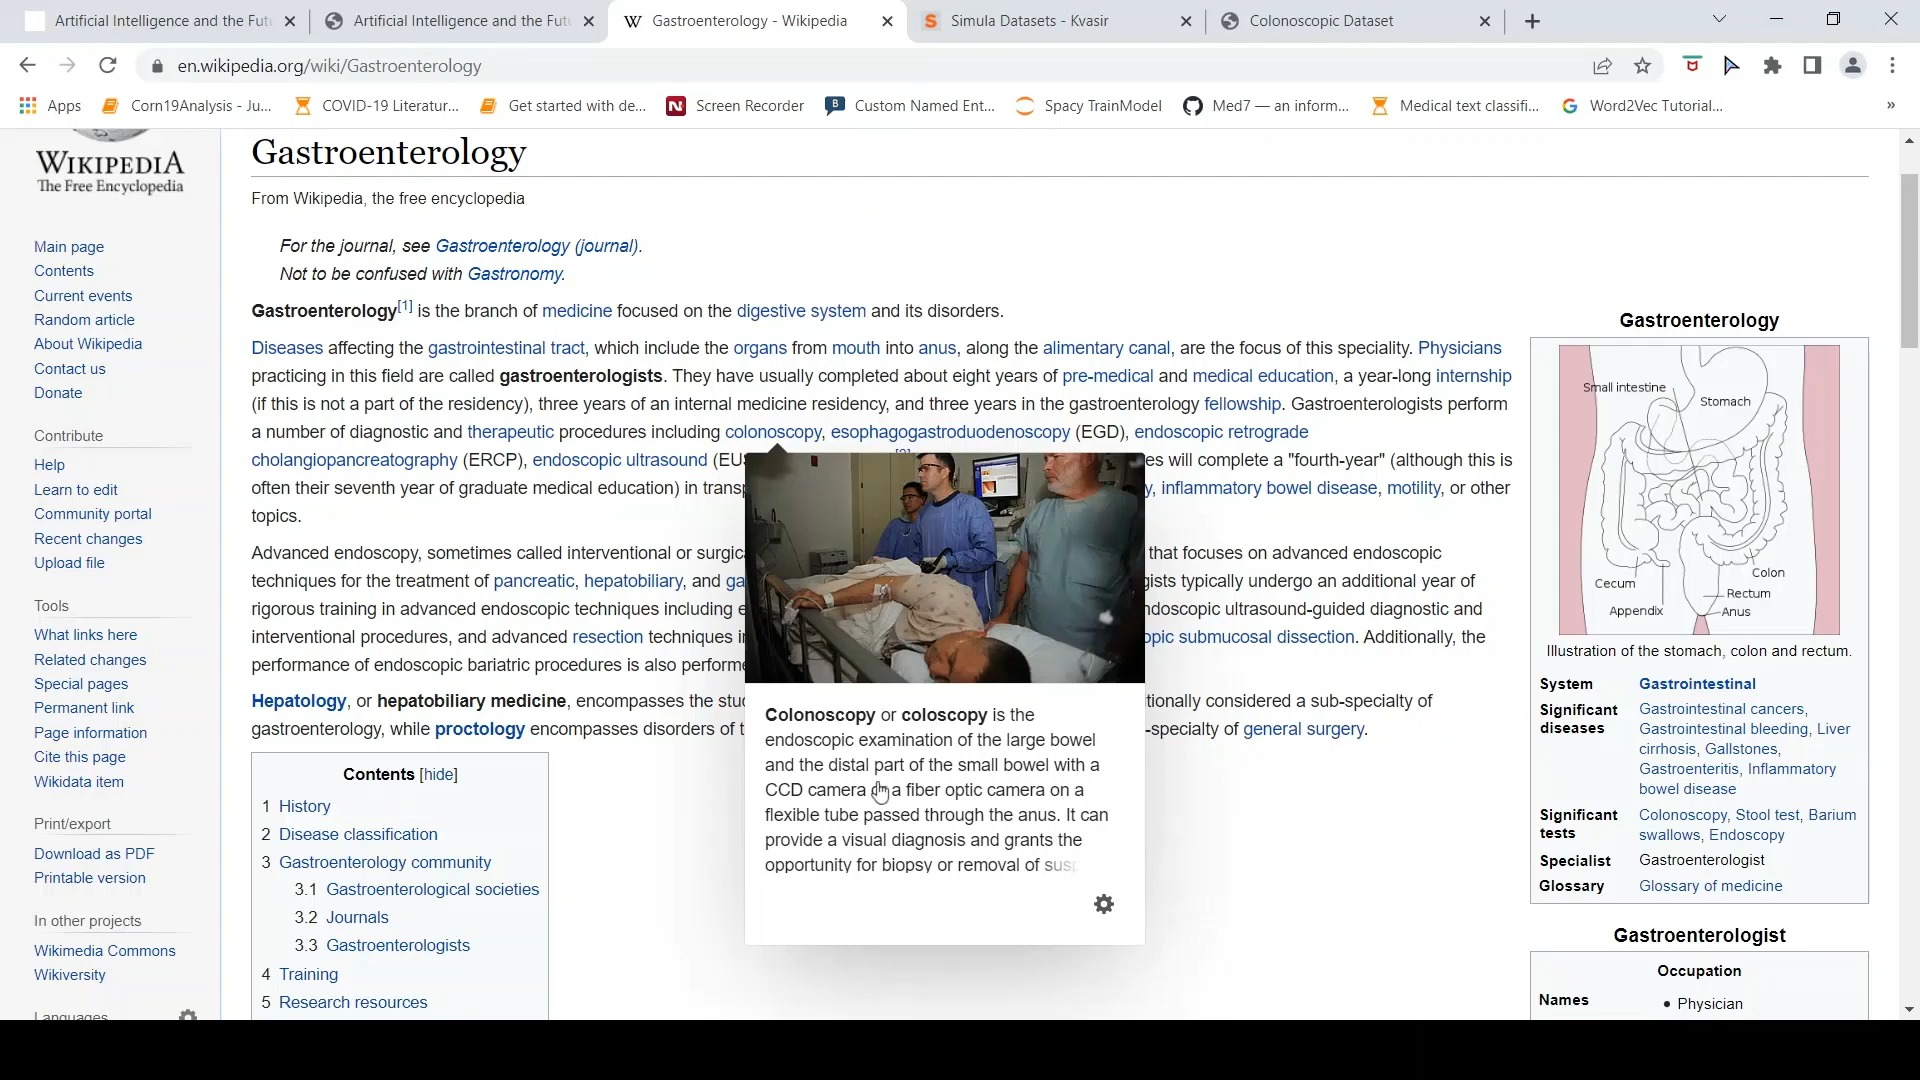 Artificial Intelligence and the Fut
Artificial Intelligence and the Fut
Gastroenterology - Wikipedia
Simula Datasets - Kvasir
Colonoscopic Dataset
en.wikipedia.org/wiki/Gastroenterology
Apps
Corn19Analysis - Ju...
COVID-19 Literatur...
Get started with de...
Screen Recorder
Custom Named Ent...
Spacy TrainModel
Med7 — an inform...
Medical text classifi...
Word2Vec Tutorial...
»
WIKIPEDIA
The Free Encyclopedia
Main page
Contents
Current events
Random article
About Wikipedia
Contact us
Donate
Contribute
Help
Learn to edit
Community portal
Recent changes
Upload file
Tools
What links here
Related changes
Special pages
Permanent link
Page information
Cite this page
Wikidata item
Print/export
Download as PDF
Printable version
In other projects
Wikimedia Commons
Wikiversity
Languages
Gastroenterology
From Wikipedia, the free encyclopedia
For the journal, see Gastroenterology (journal).
Not to be confused with Gastronomy.
Gastroenterology[1] is the branch of medicine focused on the digestive system and its disorders.
Diseases affecting the gastrointestinal tract, which include the organs from mouth into anus, along the alimentary canal, are the focus of this speciality. Physicians
practicing in this field are called gastroenterologists. They have usually completed about eight years of pre-medical and medical education, a year-long internship
(if this is not a part of the residency), three years of an internal medicine residency, and three years in the gastroenterology fellowship. Gastroenterologists perform
a number of diagnostic and therapeutic procedures including colonoscopy, esophagogastroduodenoscopy (EGD), endoscopic retrograde
cholangiopancreatography (ERCP), endoscopic ultrasound (EUS es will complete a "fourth-year" (although this is
often their seventh year of graduate medical education) in transp y, inflammatory bowel disease, motility, or other
topics.
Advanced endoscopy, sometimes called interventional or surgica that focuses on advanced endoscopic
techniques for the treatment of pancreatic, hepatobiliary, and ga ists typically undergo an additional year of
rigorous training in advanced endoscopic techniques including e ndoscopic ultrasound-guided diagnostic and
interventional procedures, and advanced resection techniques in opic submucosal dissection. Additionally, the
performance of endoscopic bariatric procedures is also performe
Hepatology, or hepatobiliary medicine, encompasses the stud itionally considered a sub-specialty of
gastroenterology, while proctology encompasses disorders of t -specialty of general surgery.
Colonoscopy or coloscopy is the
endoscopic examination of the large bowel
and the distal part of the small bowel with a
CCD camera a fiber optic camera on a
flexible tube passed through the anus. It can
provide a visual diagnosis and grants the
opportunity for biopsy or removal of susp
Contents [hide]
1 History
2 Disease classification
3 Gastroenterology community
3.1 Gastroenterological societies
3.2 Journals
3.3 Gastroenterologists
4 Training
5 Research resources
Gastroenterology
Small intestine
Stomach
Colon
Cecum
Rectum
Appendix
Anus
Illustration of the stomach, colon and rectum.
System Gastrointestinal
Significant diseases Gastrointestinal cancers,
Gastrointestinal bleeding, Liver
cirrhosis, Gallstones,
Gastroenteritis, Inflammatory
bowel disease
Significant tests Colonoscopy, Stool test, Barium
swallows, Endoscopy
Specialist Gastroenterologist
Glossary Glossary of medicine
Gastroenterologist
Occupation
Names • Physician